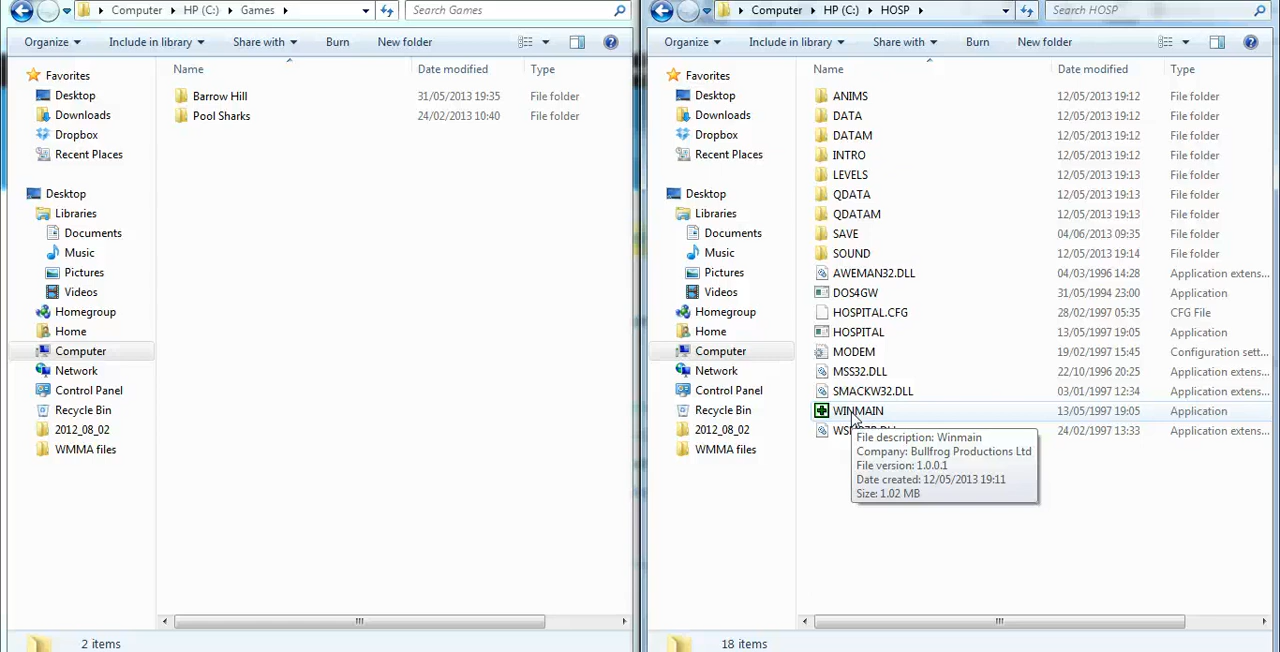 Computer HP (C:) Games Search Games
Organize Include in library Share with Burn New folder
Name Date modified Type
Favorites
Desktop
Downloads
Dropbox
Recent Places
Desktop
Libraries
Documents
Music
Pictures
Videos
Homegroup
Home
Computer
Network
Control Panel
Recycle Bin
2012_08_02
WMMA files
Barrow Hill 31/05/2013 19:35 File folder
Pool Sharks 24/02/2013 10:40 File folder
2 items
Computer HP (C:) HOSP Search HOSP
Organize Include in library Share with Burn New folder
Name Date modified Type
Favorites
Desktop
Downloads
Dropbox
Recent Places
Desktop
Libraries
Documents
Music
Pictures
Videos
Homegroup
Home
Computer
Network
Control Panel
Recycle Bin
2012_08_02
WMMA files
ANIMS 12/05/2013 19:12 File folder
DATA 12/05/2013 19:12 File folder
DATAM 12/05/2013 19:12 File folder
INTRO 12/05/2013 19:12 File folder
LEVELS 12/05/2013 19:12 File folder
QDATA 12/05/2013 19:13 File folder
QDATAM 12/05/2013 19:13 File folder
SAVE 04/06/2013 09:35 File folder
SOUND 12/05/2013 19:14 File folder
AWEMAN32.DLL 04/03/1996 14:28 Application extens...
DOS4GW 31/05/1994 23:00 Application
HOSPITAL.CFG 28/02/1997 05:35 CFG File
HOSPITAL 13/05/1997 19:05 Application
MODEM 19/02/1997 15:45 Configuration sett...
MSS32.DLL 22/10/1996 20:25 Application extens...
SMACKW32.DLL 03/01/1997 12:34 Application extens...
WINMAIN 13/05/1997 19:05 Application
24/02/1997 13:33 Application extens...
File description: Winmain
Company: Bullfrog Productions Ltd
File version: 1.0.0.1
Date created: 12/05/2013 19:11
Size: 1.02 MB
18 items